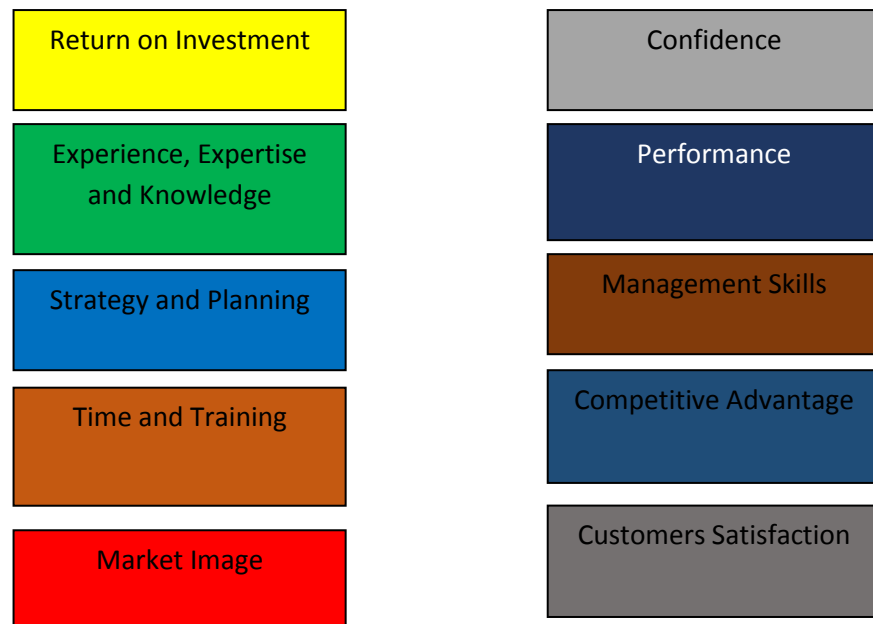 Return on Investment
Experience, Expertise
and Knowledge
Strategy and Planning
Time and Training
Market Image
Confidence
Performance
Management Skills
Competitive Advantage
Customers Satisfaction